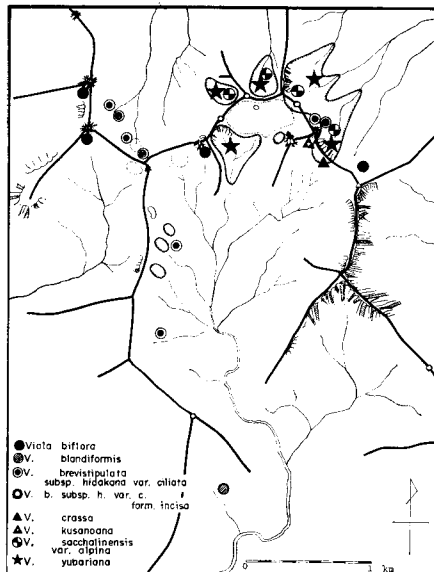 Viola biflora
V. blandiformis
V. brevistipulata
subsp. hidakana var. ciliata
V. b. subsp. h. var. c.
form. incisa
V. crassa
V. kusanoana
V. sacchalinensis
var. alpina
V. yubariana
0 1 km